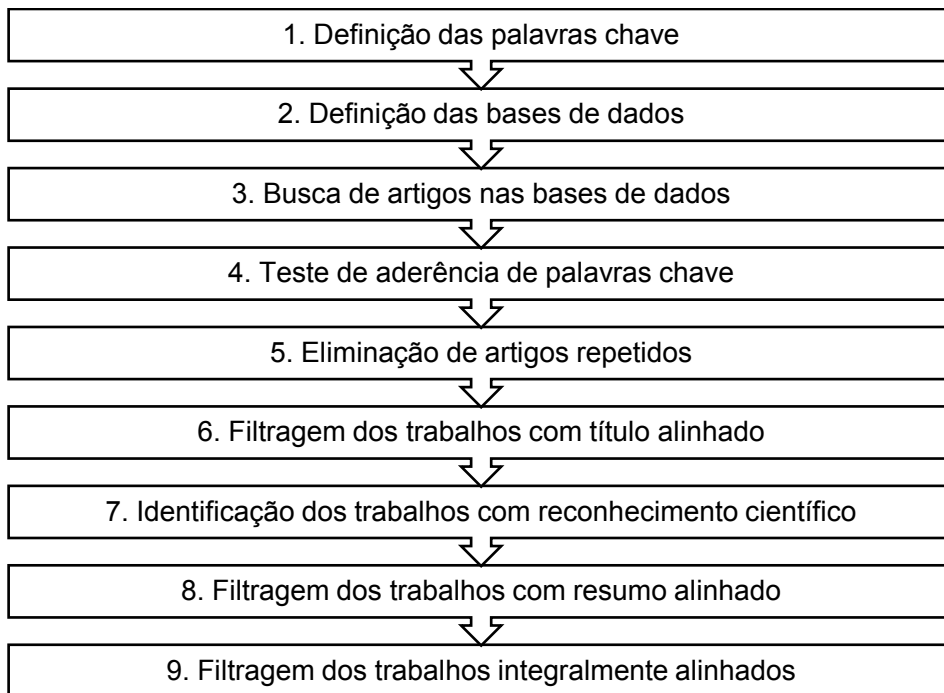 1. Definição das palavras chave
2. Definição das bases de dados
3. Busca de artigos nas bases de dados
4. Teste de aderência de palavras chave
5. Eliminação de artigos repetidos
6. Filtragem dos trabalhos com título alinhado
7. Identificação dos trabalhos com reconhecimento científico
8. Filtragem dos trabalhos com resumo alinhado
9. Filtragem dos trabalhos integralmente alinhados